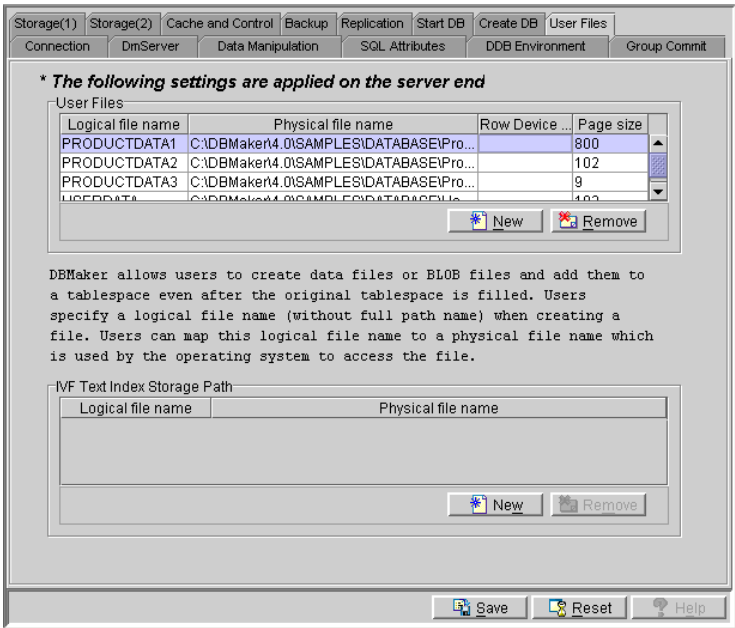 Storage(1) Storage(2) Cache and Control Backup Replication Start DB Create DB User Files
Connection DmServer Data Manipulation SQL Attributes DDB Environment Group Commit
* The following settings are applied on the server end
User Files
Logical file name Physical file name Row Device ... Page size
PRODUCTDATA1 C:\DBMaker\4.0\SAMPLES\DATABASE\Pro... 800
PRODUCTDATA2 C:\DBMaker\4.0\SAMPLES\DATABASE\Pro... 102
PRODUCTDATA3 C:\DBMaker\4.0\SAMPLES\DATABASE\Pro... 9
New Remove
DBMaker allows users to create data files or BLOB files and add them to
a tablespace even after the original tablespace is filled. Users
specify a logical file name (without full path name) when creating a
file. Users can map this logical file name to a physical file name which
is used by the operating system to access the file.
IVF Text Index Storage Path
Logical file name Physical file name
New Remove
Save Reset Help